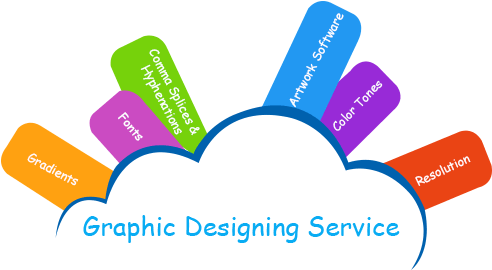 Gradients
Fonts
Comma Splices &
Hyphenations
Artwork Software
Color Tones
Resolution
Graphic Designing Service